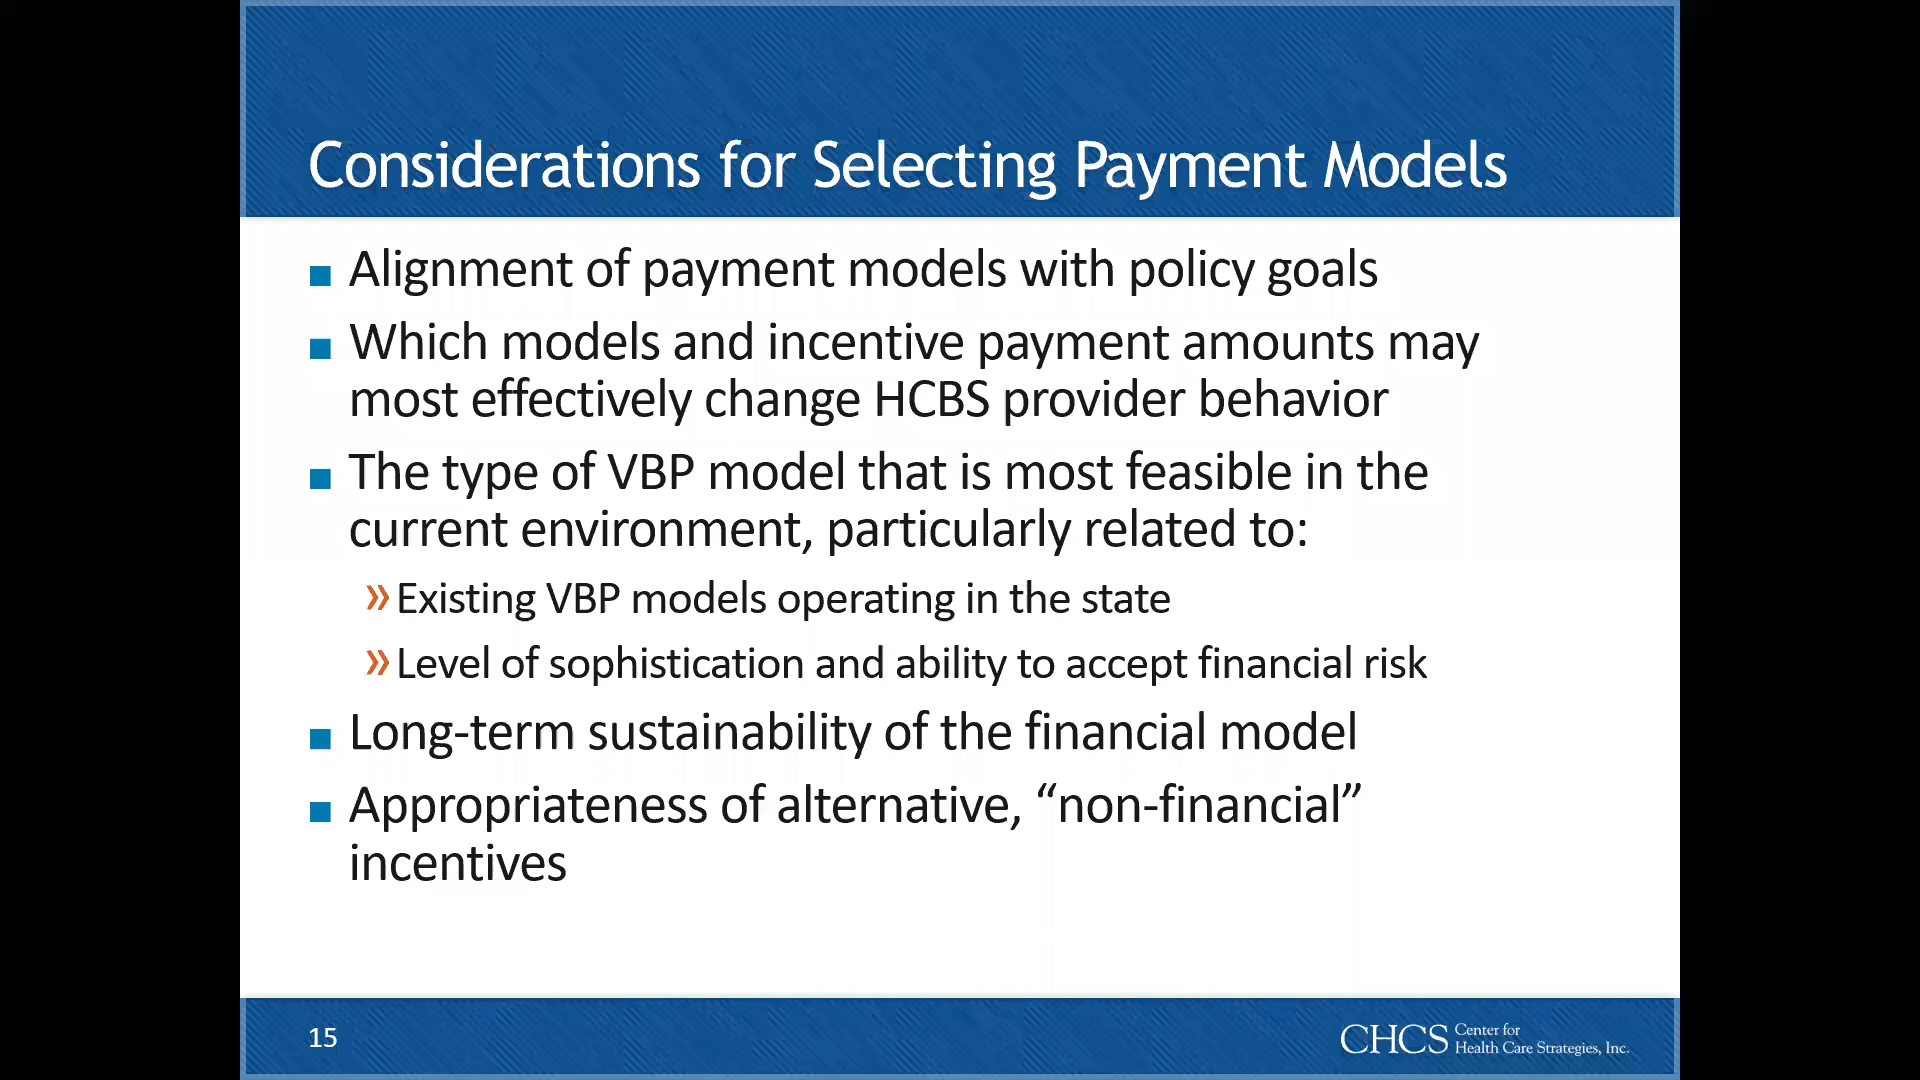 Considerations for Selecting Payment Models
■ Alignment of payment models with policy goals
■ Which models and incentive payment amounts may
most effectively change HCBS provider behavior
■ The type of VBP model that is most feasible in the
current environment, particularly related to:
» Existing VBP models operating in the state
» Level of sophistication and ability to accept financial risk
■ Long-term sustainability of the financial model
■ Appropriateness of alternative, “non-financial”
incentives
15
CHCS Center for
Health Care Strategies, Inc.